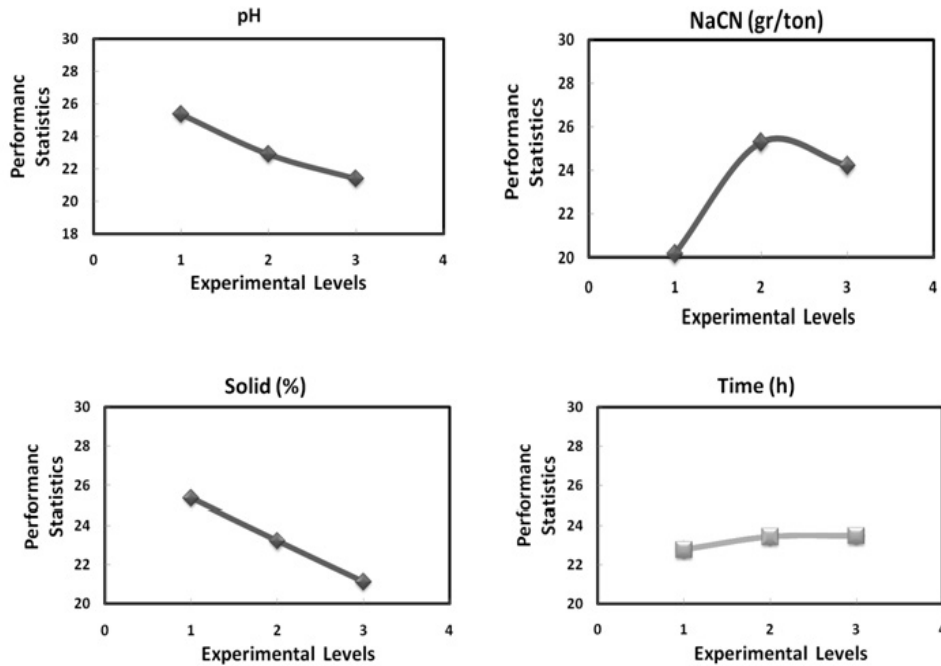 pH
30
28
26
24
22
20
18
0
1
2
3
4
Performanc
Statistics
Experimental Levels
NaCN (gr/ton)
30
28
26
24
22
20
0
1
2
3
4
Performanc
Statistics
Experimental Levels
Solid (%)
30
28
26
24
22
20
0
1
2
3
4
Performanc
Statistics
Experimental Levels
Time (h)
30
28
26
24
22
20
0
1
2
3
4
Performanc
Statistics
Experimental Levels